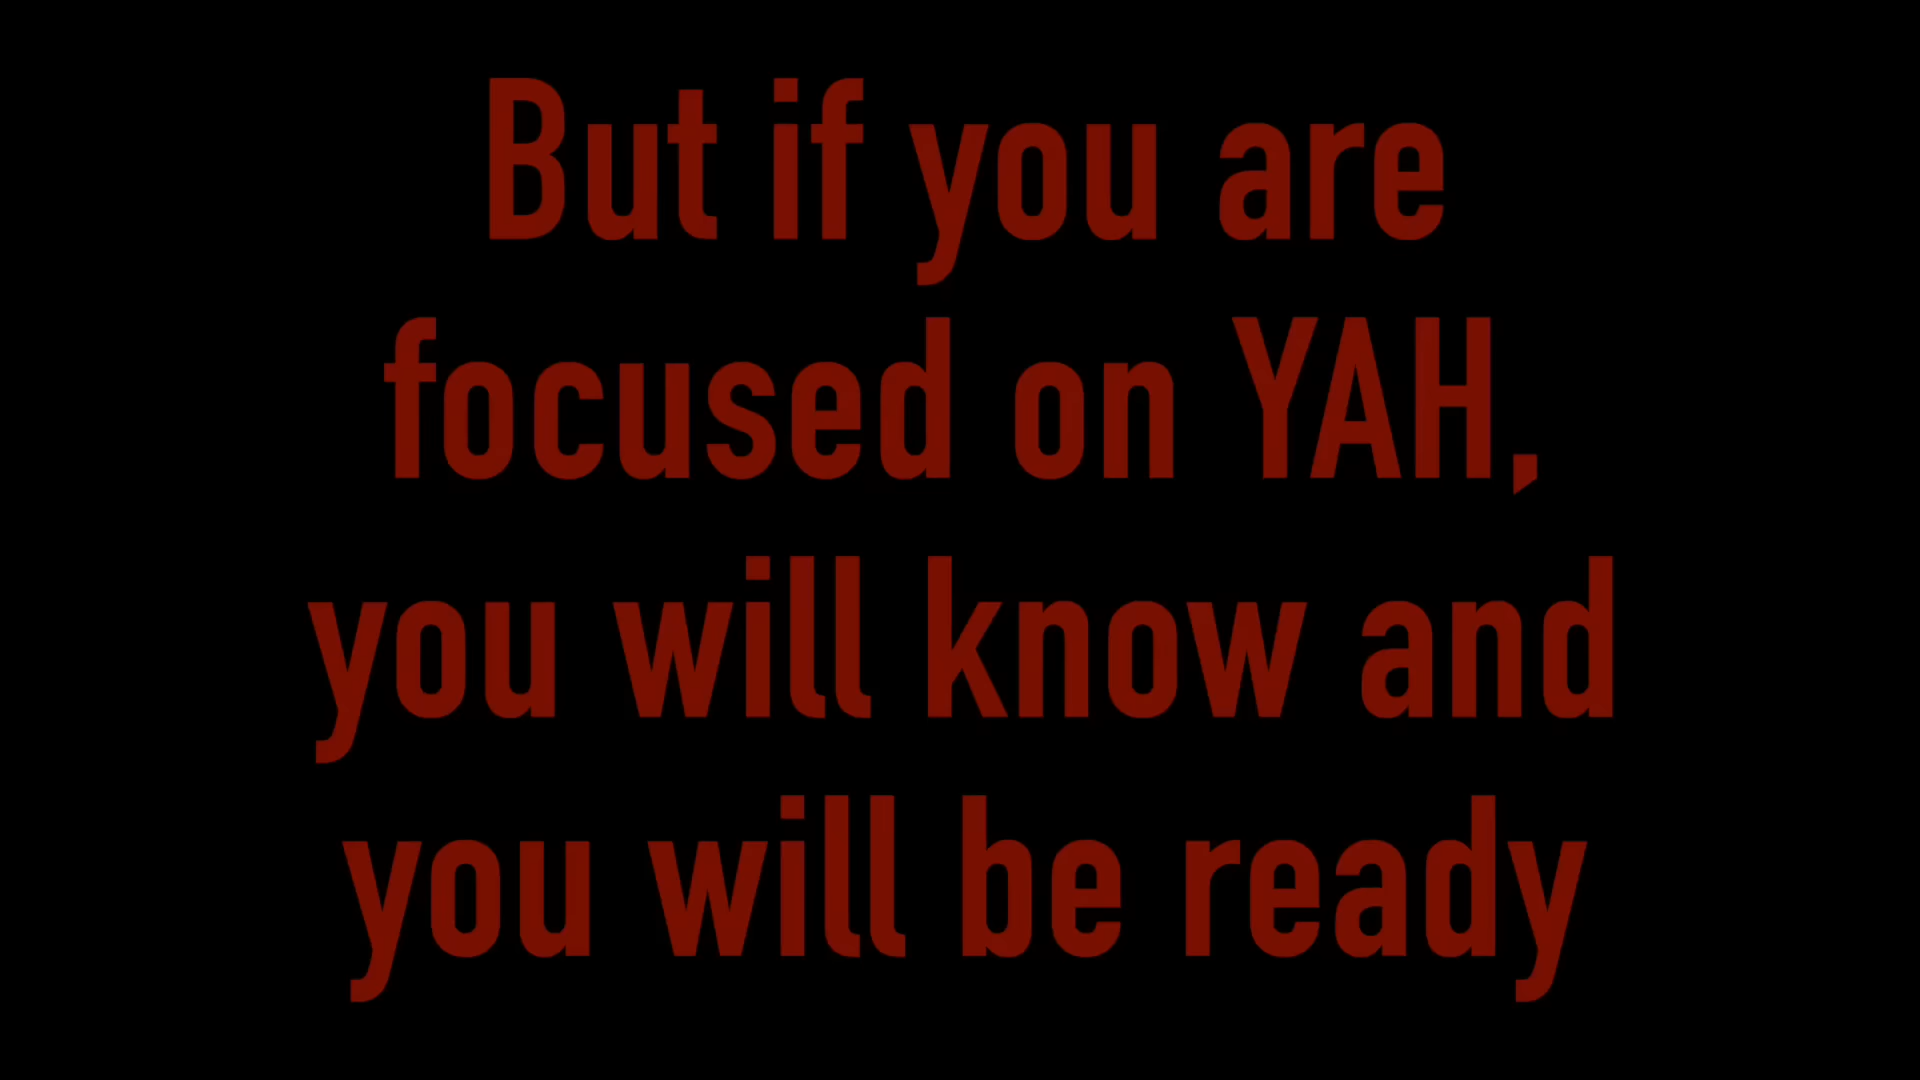 But if you are
focused on YAH,
you will know and
you will be ready